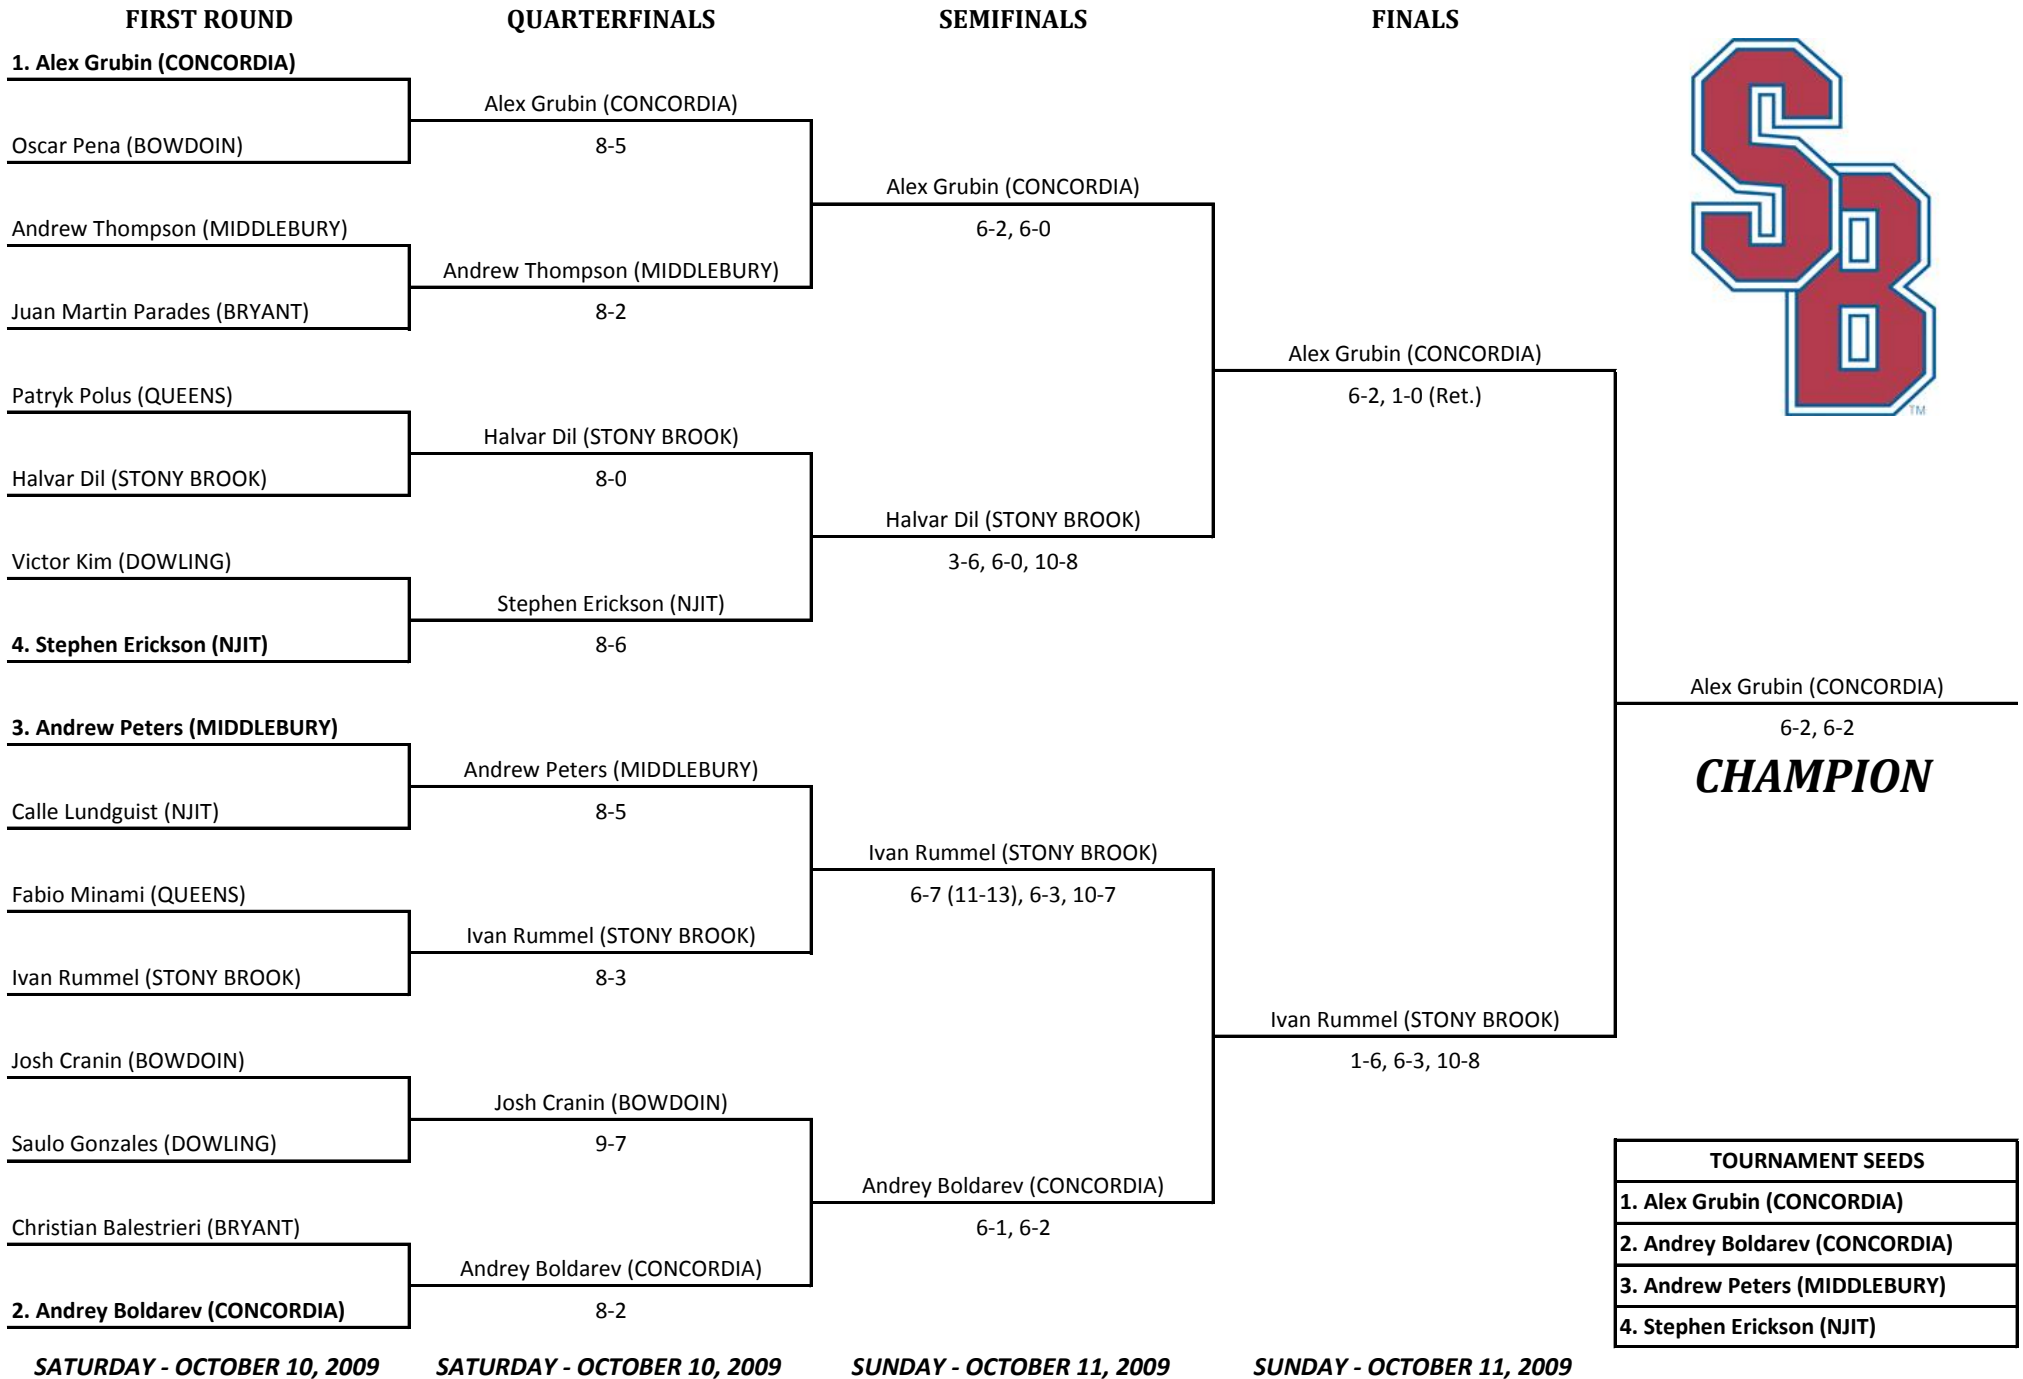 FIRST ROUND
QUARTERFINALS
SEMIFINALS
FINALS
1. Alex Grubin (CONCORDIA)
Oscar Pena (BOWDOIN)
Andrew Thompson (MIDDLEBURY)
Juan Martin Parades (BRYANT)
Patryk Polus (QUEENS)
Halvar Dil (STONY BROOK)
Victor Kim (DOWLING)
4. Stephen Erickson (NJIT)
3. Andrew Peters (MIDDLEBURY)
Calle Lundguist (NJIT)
Fabio Minami (QUEENS)
Ivan Rummel (STONY BROOK)
Josh Cranin (BOWDOIN)
Saulo Gonzales (DOWLING)
Christian Balestrieri (BRYANT)
2. Andrey Boldarev (CONCORDIA)
SATURDAY - OCTOBER 10, 2009
Alex Grubin (CONCORDIA)
8-5
Andrew Thompson (MIDDLEBURY)
8-2
Halvar Dil (STONY BROOK)
8-0
Stephen Erickson (NJIT)
8-6
Andrew Peters (MIDDLEBURY)
8-5
Ivan Rummel (STONY BROOK)
8-3
Josh Cranin (BOWDOIN)
9-7
Andrey Boldarev (CONCORDIA)
8-2
SATURDAY - OCTOBER 10, 2009
Alex Grubin (CONCORDIA)
6-2, 6-0
Halvar Dil (STONY BROOK)
3-6, 6-0, 10-8
Ivan Rummel (STONY BROOK)
6-7 (11-13), 6-3, 10-7
Andrey Boldarev (CONCORDIA)
6-1, 6-2
SUNDAY - OCTOBER 11, 2009
Alex Grubin (CONCORDIA)
6-2, 1-0 (Ret.)
Ivan Rummel (STONY BROOK)
1-6, 6-3, 10-8
SUNDAY - OCTOBER 11, 2009
SB
TM
Alex Grubin (CONCORDIA)
6-2, 6-2
CHAMPION
TOURNAMENT SEEDS
1. Alex Grubin (CONCORDIA)
2. Andrey Boldarev (CONCORDIA)
3. Andrew Peters (MIDDLEBURY)
4. Stephen Erickson (NJIT)